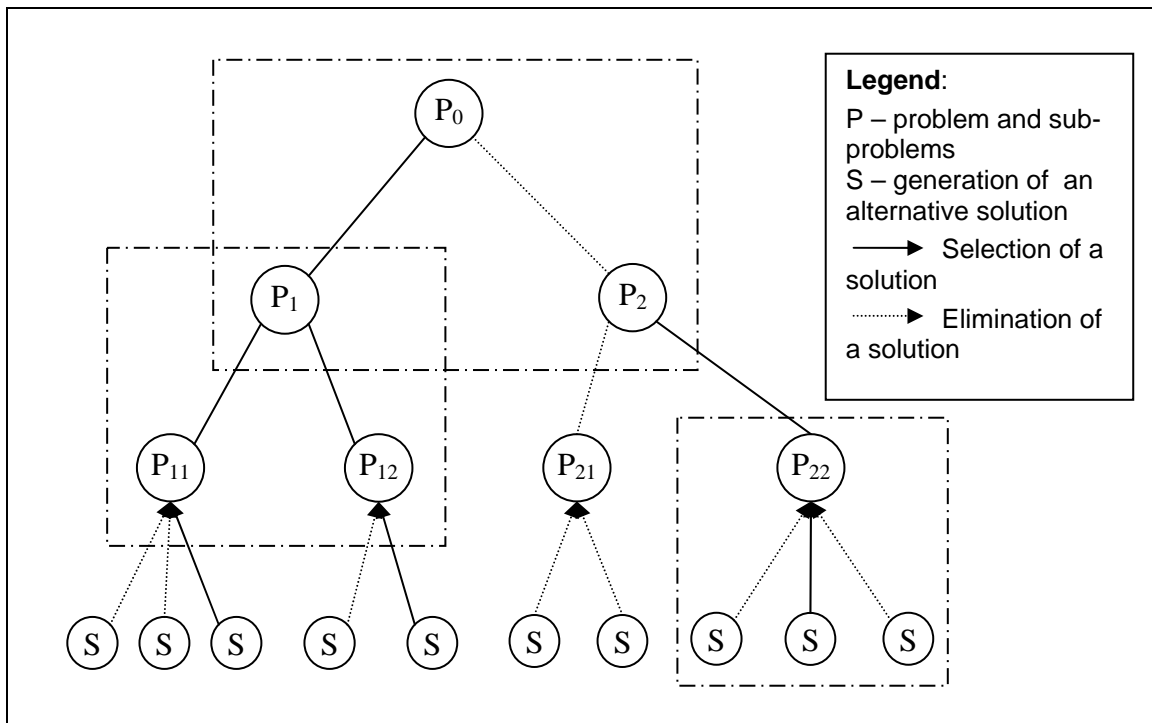 P₀
P₁
P₂
P₁₁
P₁₂
P₂₁
P₂₂
S
S
S
S
S
S
S
S
S
S
Legend:
P – problem and sub-
problems
S – generation of an
alternative solution
Selection of a
solution
Elimination of
a solution